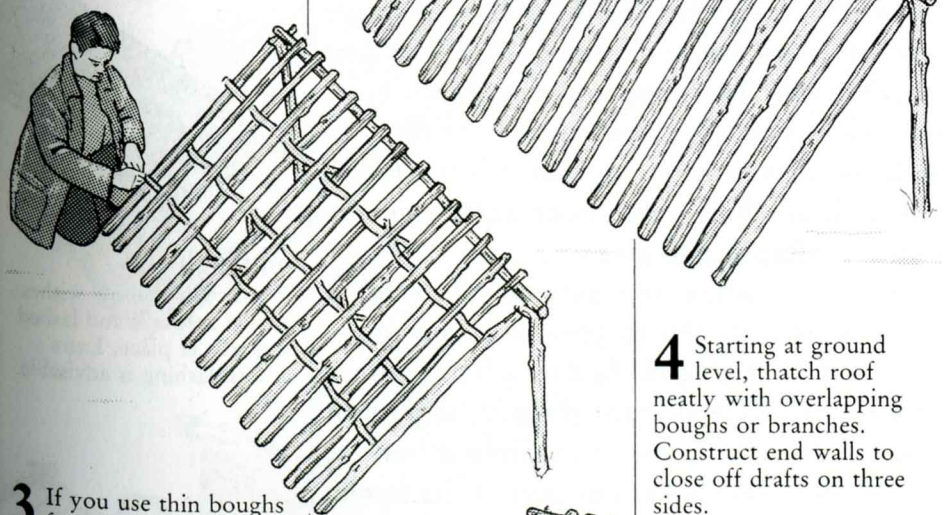 3 If you use thin boughs
4 Starting at ground
level, thatch roof
neatly with overlapping
boughs or branches.
Construct end walls to
close off drafts on three
sides.